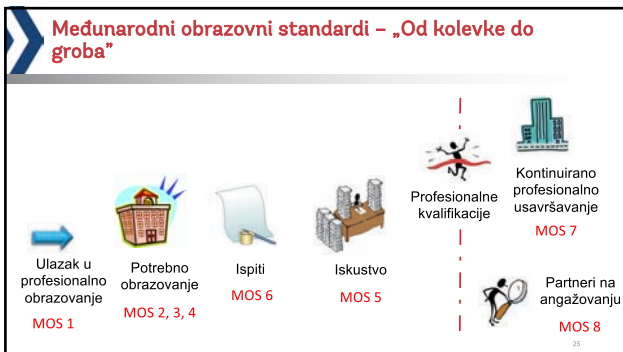 Međunarodni obrazovni standardi – „Od kolevke do
groba”
Ulazak u
profesionalno
obrazovanje
MOS 1
Potrebno
obrazovanje
MOS 2, 3, 4
Ispiti
MOS 6
Iskustvo
MOS 5
Profesionalne
kvalifikacije
Kontinuirano
profesionalno
usavršavanje
MOS 7
Partneri na
angažovanju
MOS 8
25